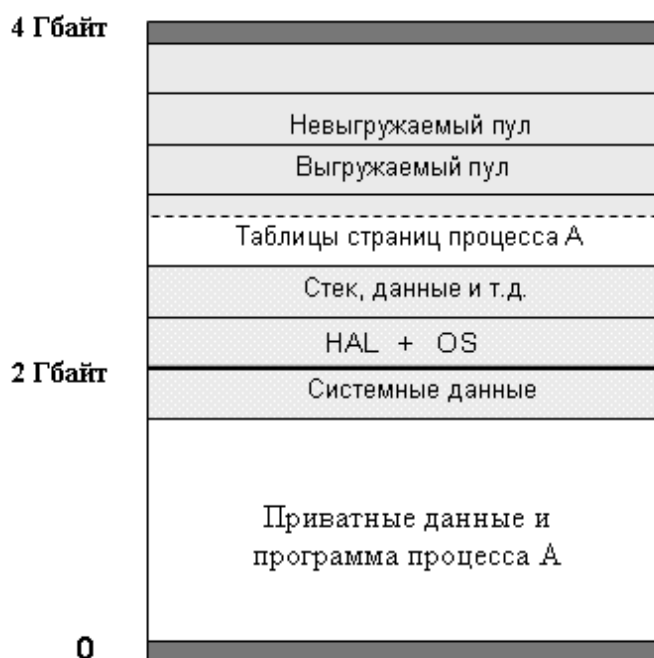 4 Гбайт
Невыгружаемый пул
Выгружаемый пул
Таблицы страниц процесса А
Стек, данные и т.д.
HAL + OS
2 Гбайт
Системные данные
Приватные данные и
программа процесса А
0